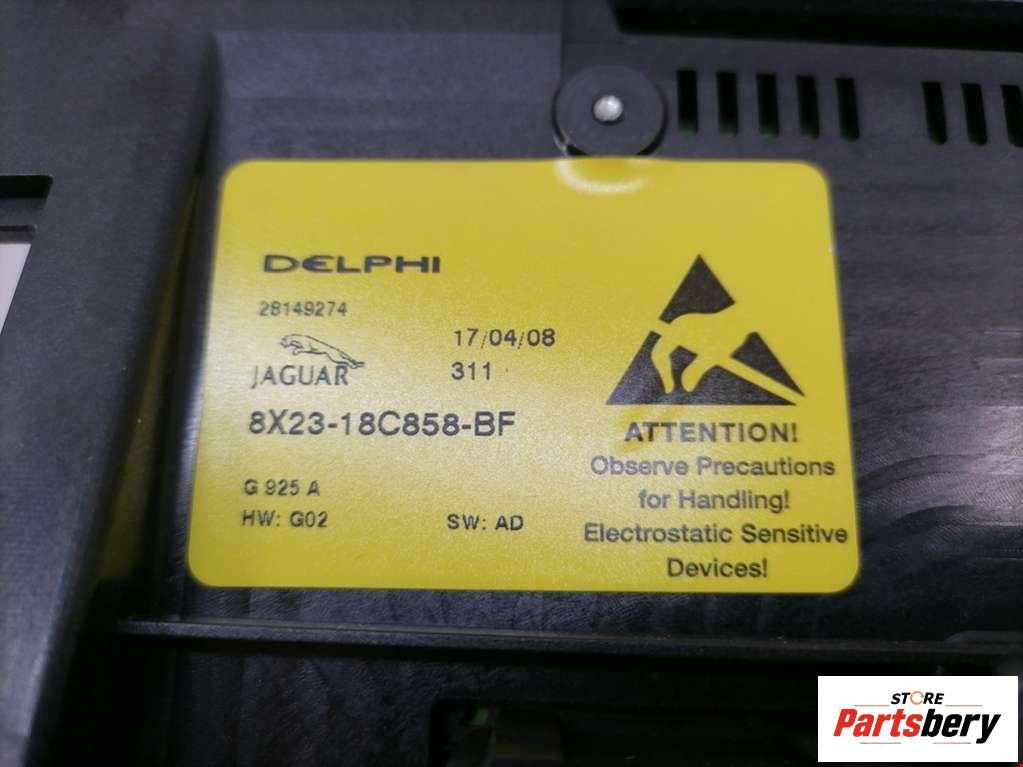 DELPHI
28149274
JAGUAR
17/04/08
311
8X23-18C858-BF
G 925 A
HW: G02
SW: AD
ATTENTION!
Observe Precautions
for Handling!
Electrostatic Sensitive
Devices!
STORE
Partsbery